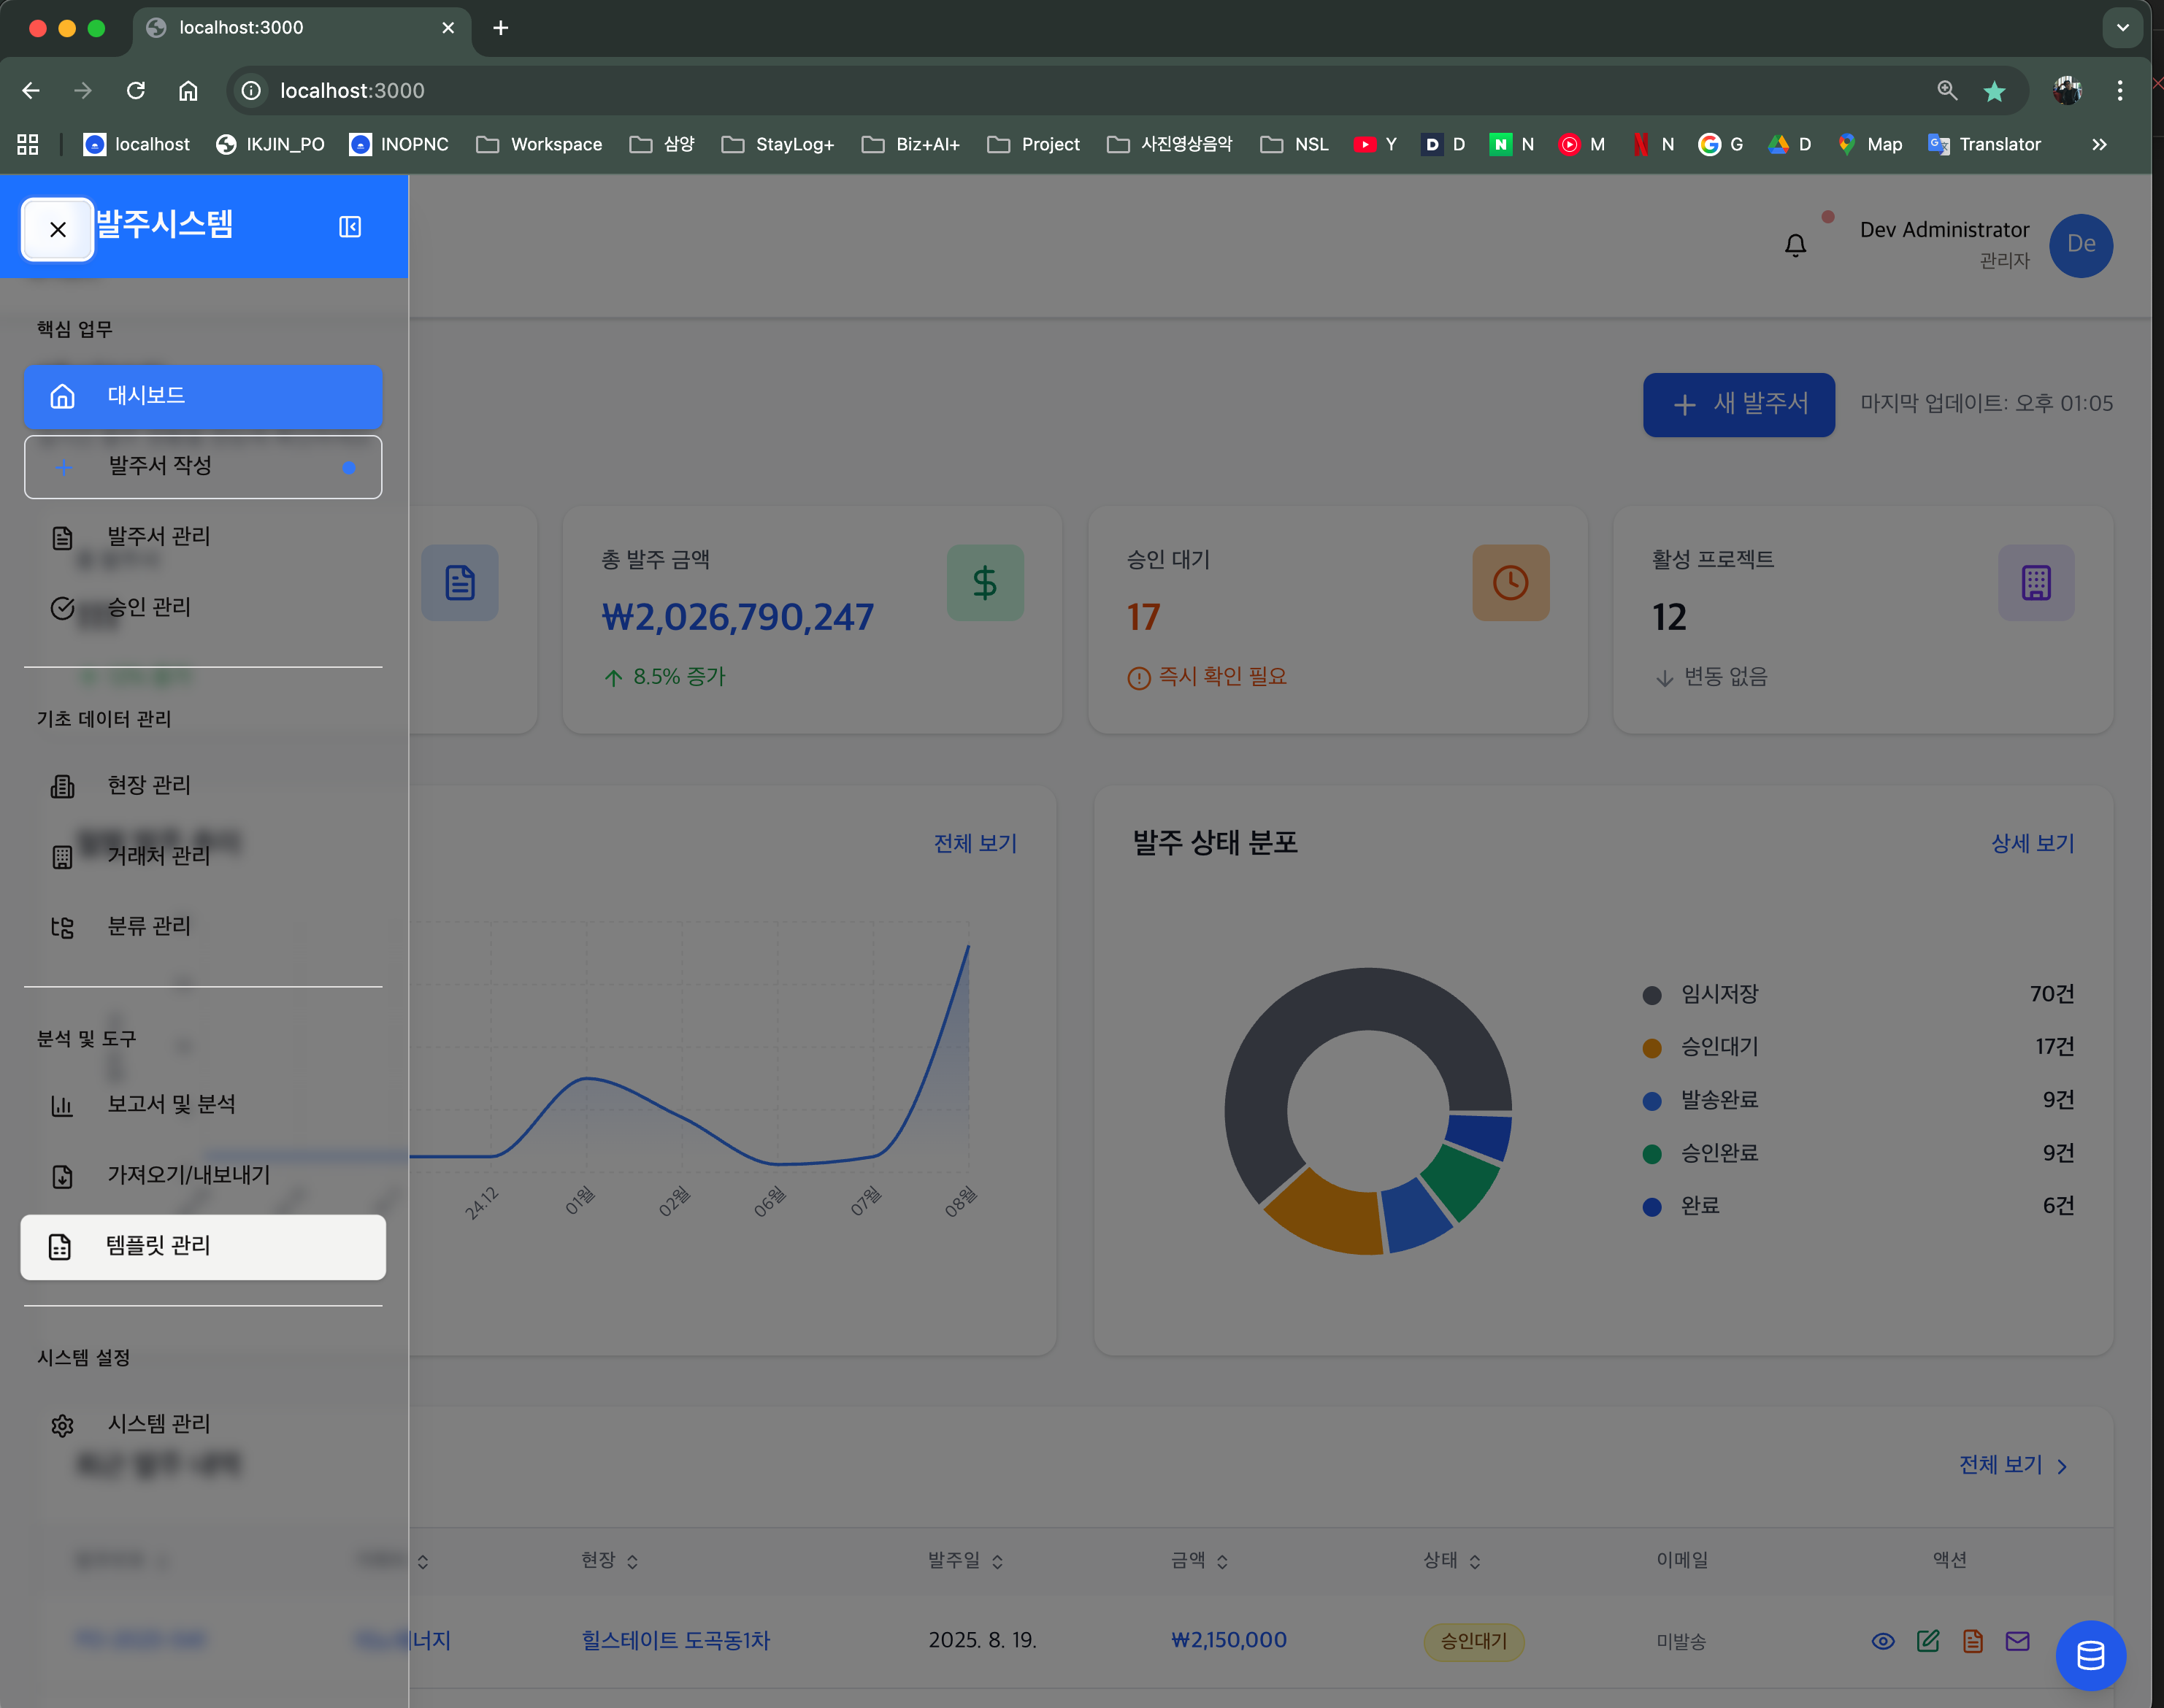 localhost:3000
localhost:3000
localhost IKJIN_PO INOPNC Workspace 삼양 StayLog+ Biz+AI+ Project 사진영상음악 NSL Y D D N N M N G G D Map Translator
발주시스템
Dev Administrator
관리자
De
핵심 업무
대시보드
발주서 작성
발주서 관리
승인 관리
기초 데이터 관리
현장 관리
거래처 관리
분류 관리
분석 및 도구
보고서 및 분석
가져오기/내보내기
템플릿 관리
시스템 설정
시스템 관리
새 발주서
마지막 업데이트: 오후 01:05
총 발주 금액
₩2,026,790,247
8.5% 증가
승인 대기
17
즉시 확인 필요
활성 프로젝트
12
변동 없음
전체 보기
24.12 01월 02월 06월 07월 08월
발주 상태 분포
상세 보기
임시저장 70건
승인대기 17건
발송완료 9건
승인완료 9건
완료 6건
전체 보기
현장 발주일 금액 상태 이메일 액션
너지 힐스테이트 도곡동1차 2025. 8. 19. ₩2,150,000 승인대기 미발송